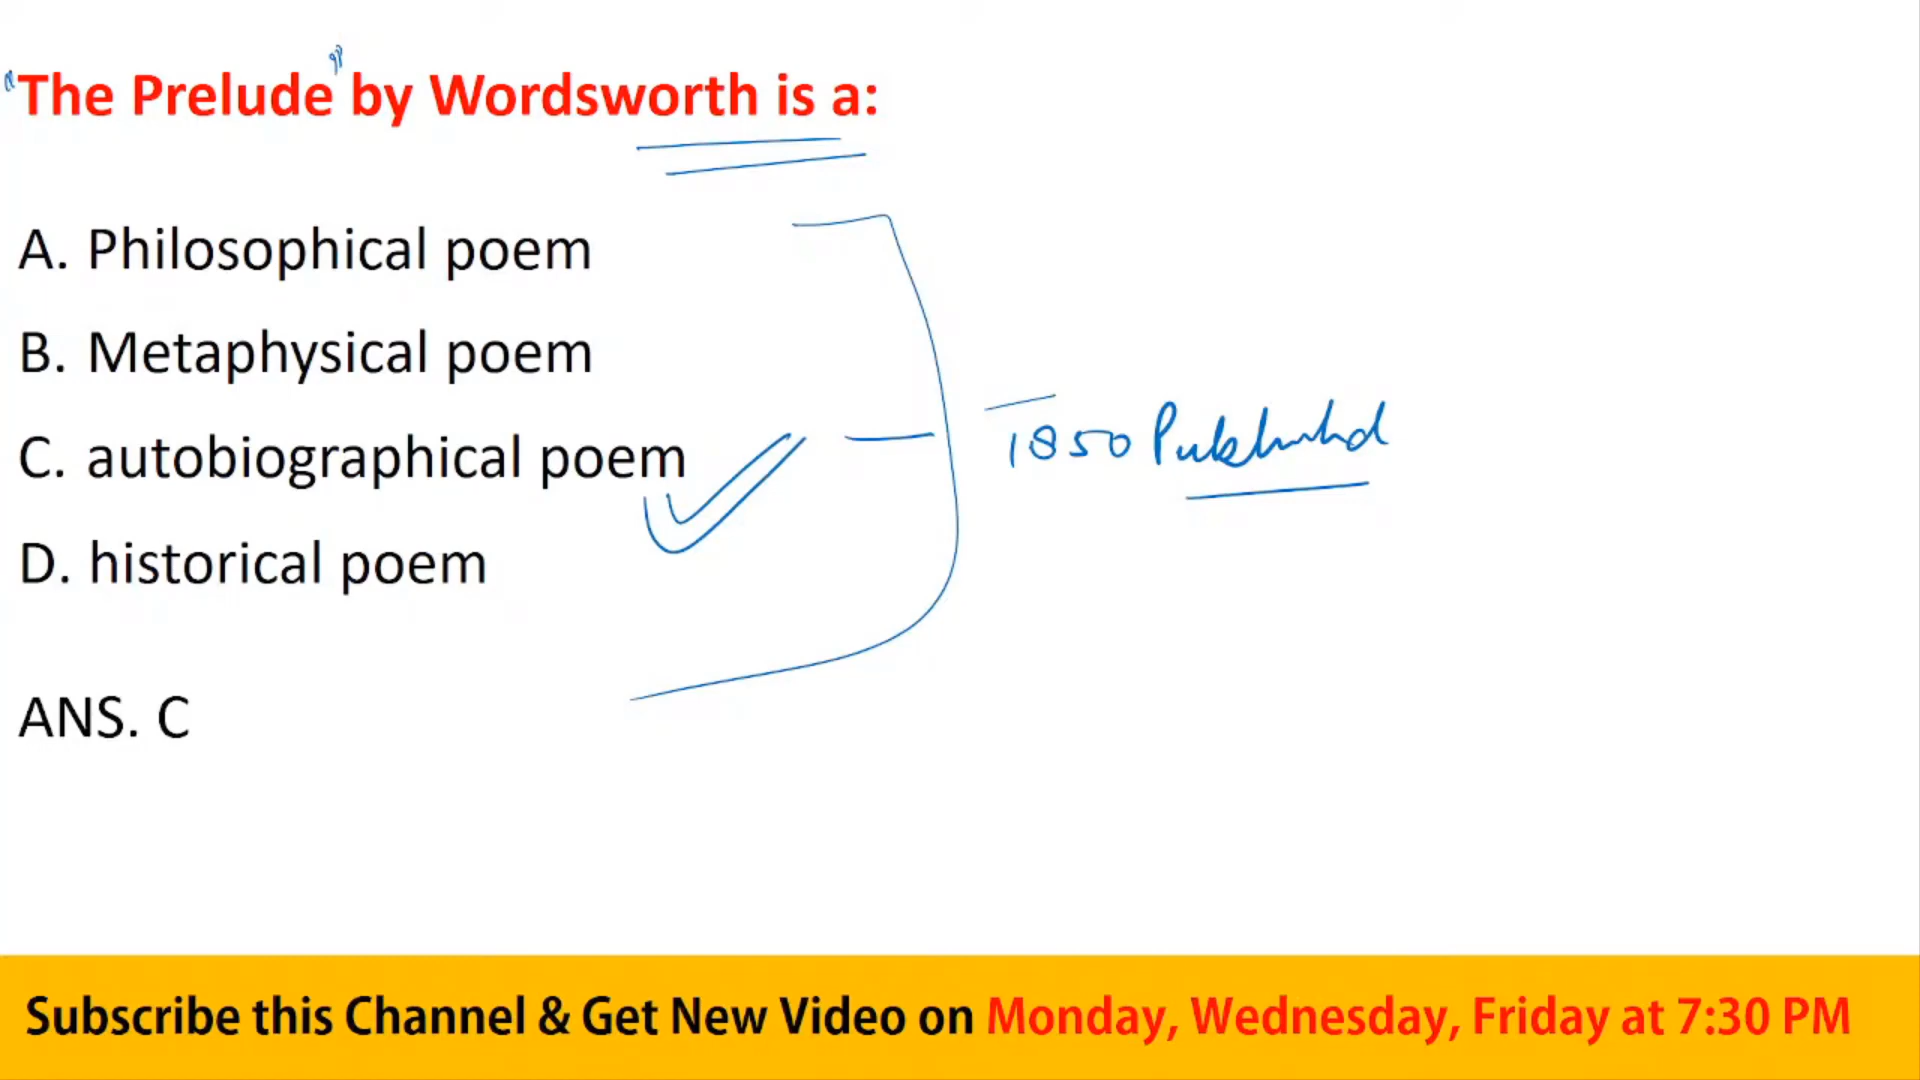 "The Prelude" by Wordsworth is a:
A. Philosophical poem
B. Metaphysical poem
C. autobiographical poem
1850 Published
D. historical poem
ANS. C
Subscribe this Channel & Get New Video on Monday, Wednesday, Friday at 7:30 PM